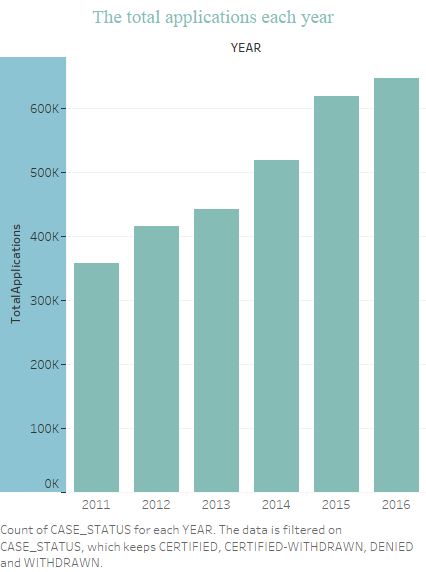 The total applications each year
YEAR
TotalApplications
600K
500K
400K
300K
200K
100K
0K
2011 2012 2013 2014 2015 2016
Count of CASE_STATUS for each YEAR. The data is filtered on
CASE_STATUS, which keeps CERTIFIED, CERTIFIED-WITHDRAWN, DENIED
and WITHDRAWN.